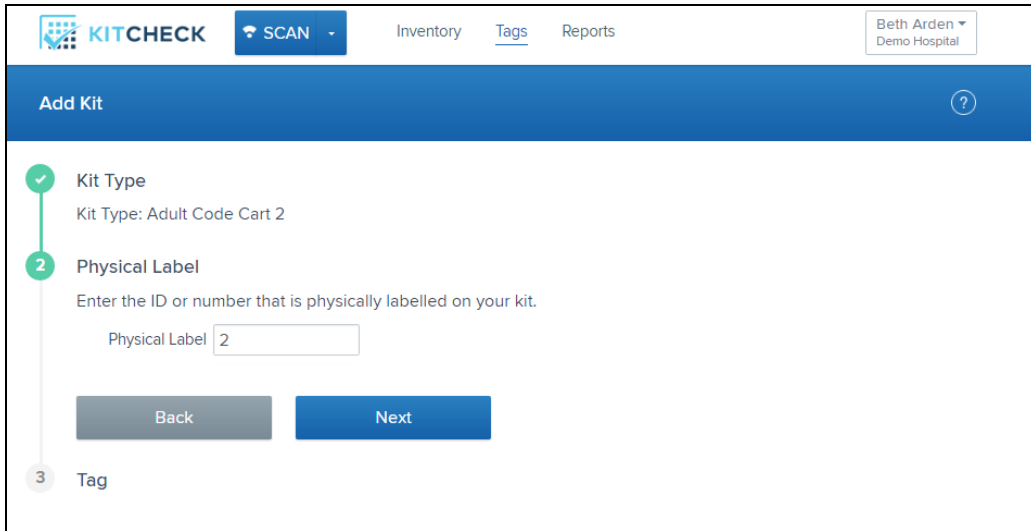 KITCHECK SCAN Inventory Tags Reports Beth Arden
Demo Hospital
Add Kit ?
Kit Type
Kit Type: Adult Code Cart 2
2 Physical Label
Enter the ID or number that is physically labelled on your kit.
Physical Label 2
Back Next
3 Tag